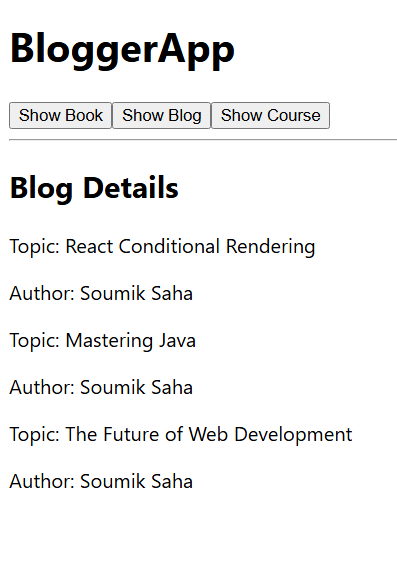 BloggerApp
Show Book Show Blog Show Course
Blog Details
Topic: React Conditional Rendering
Author: Soumik Saha
Topic: Mastering Java
Author: Soumik Saha
Topic: The Future of Web Development
Author: Soumik Saha